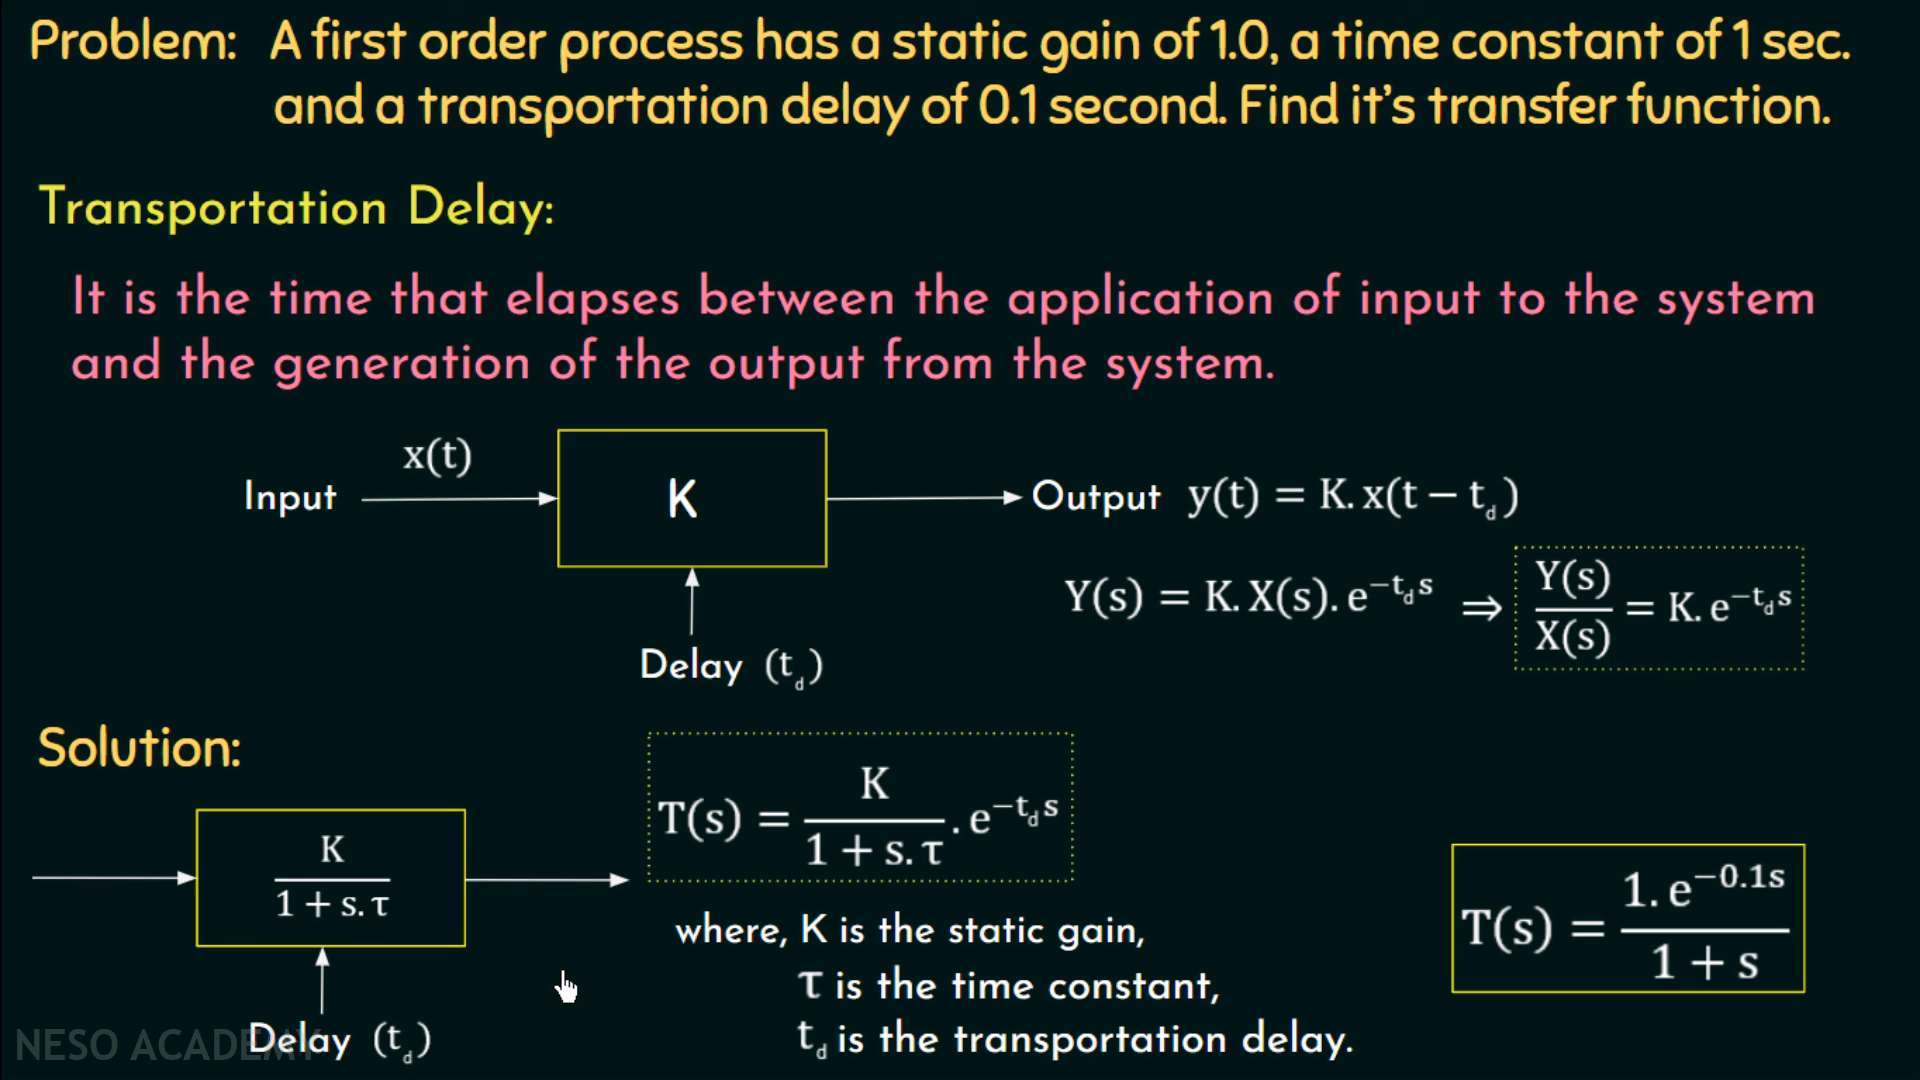 Problem: A first order process has a static gain of 1.0, a time constant of 1 sec.
and a transportation delay of 0.1 second. Find it's transfer function.
Transportation Delay:
It is the time that elapses between the application of input to the system
and the generation of the output from the system.
Input x(t) K Output y(t) = K. x(t − t_d)
Y(s) = K. X(s). e^{−t_d s} ⇒ Y(s)/X(s) = K. e^{−t_d s}
Delay (t_d)
Solution:
K/(1 + s. τ)
T(s) = K/(1 + s. τ) . e^{−t_d s}
T(s) = 1. e^{−0.1s}/(1 + s)
where, K is the static gain,
τ is the time constant,
t_d is the transportation delay.
Delay (t_d)
NESO ACADEMY